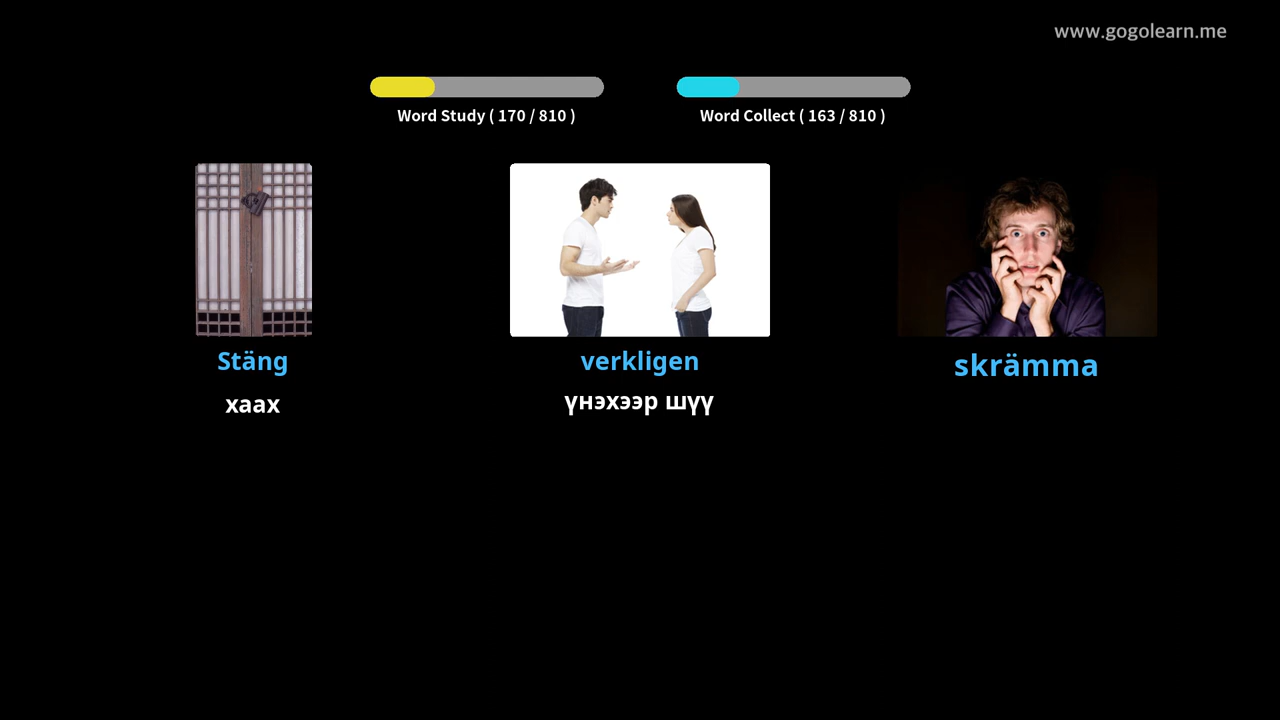 www.gogolearn.me
Word Study ( 170 / 810 )
Word Collect ( 163 / 810 )
Stäng
хаах
verkligen
үнэхээр шүү
skrämma